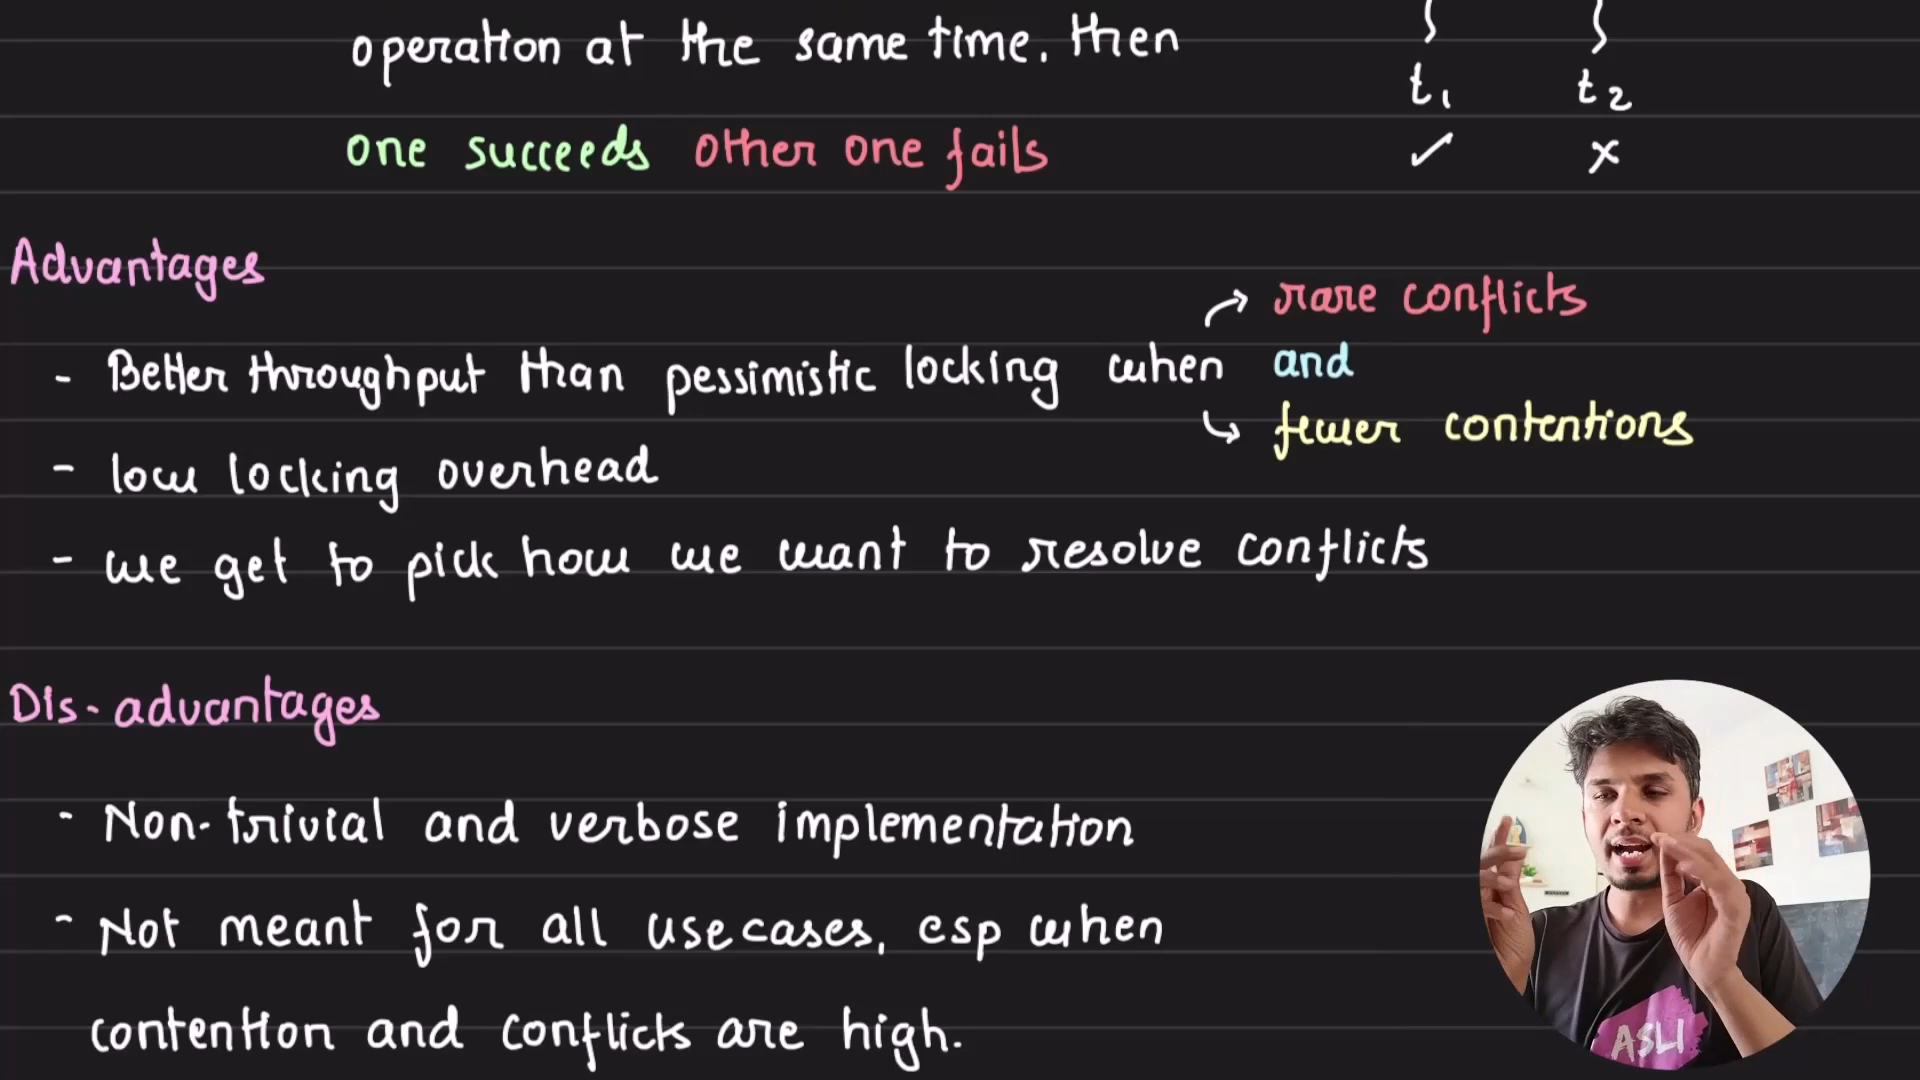 operation at the same time, then
t1 t2
one succeeds other one fails ✓ x
Advantages
rare conflicts
- Better throughput than pessimistic locking when and
fewer contentions
- low locking overhead
- we get to pick how we want to resolve conflicts
Dis-advantages
- Non-trivial and verbose implementation
- Not meant for all usecases, esp when
contention and conflicts are high.
ASLI